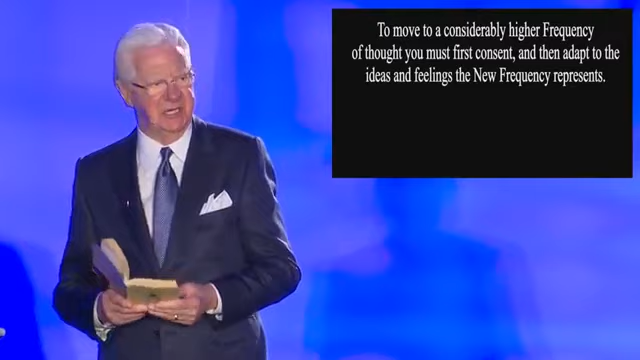 To move to a considerably higher Frequency
of thought you must first consent, and then adapt to the
ideas and feelings the New Frequency represents.